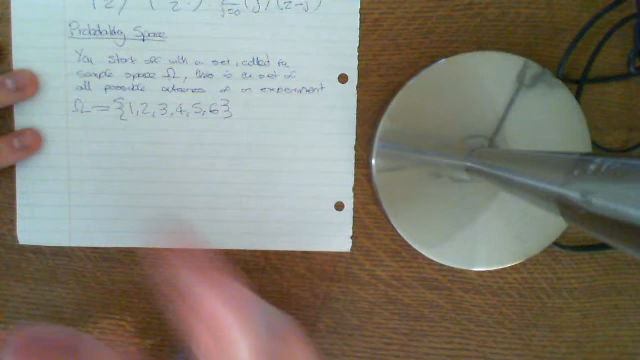 Probability Space
You start off with a set, called the
sample space Ω, this is the set of
all possible outcomes of an experiment
Ω = {1,2,3,4,5,6}